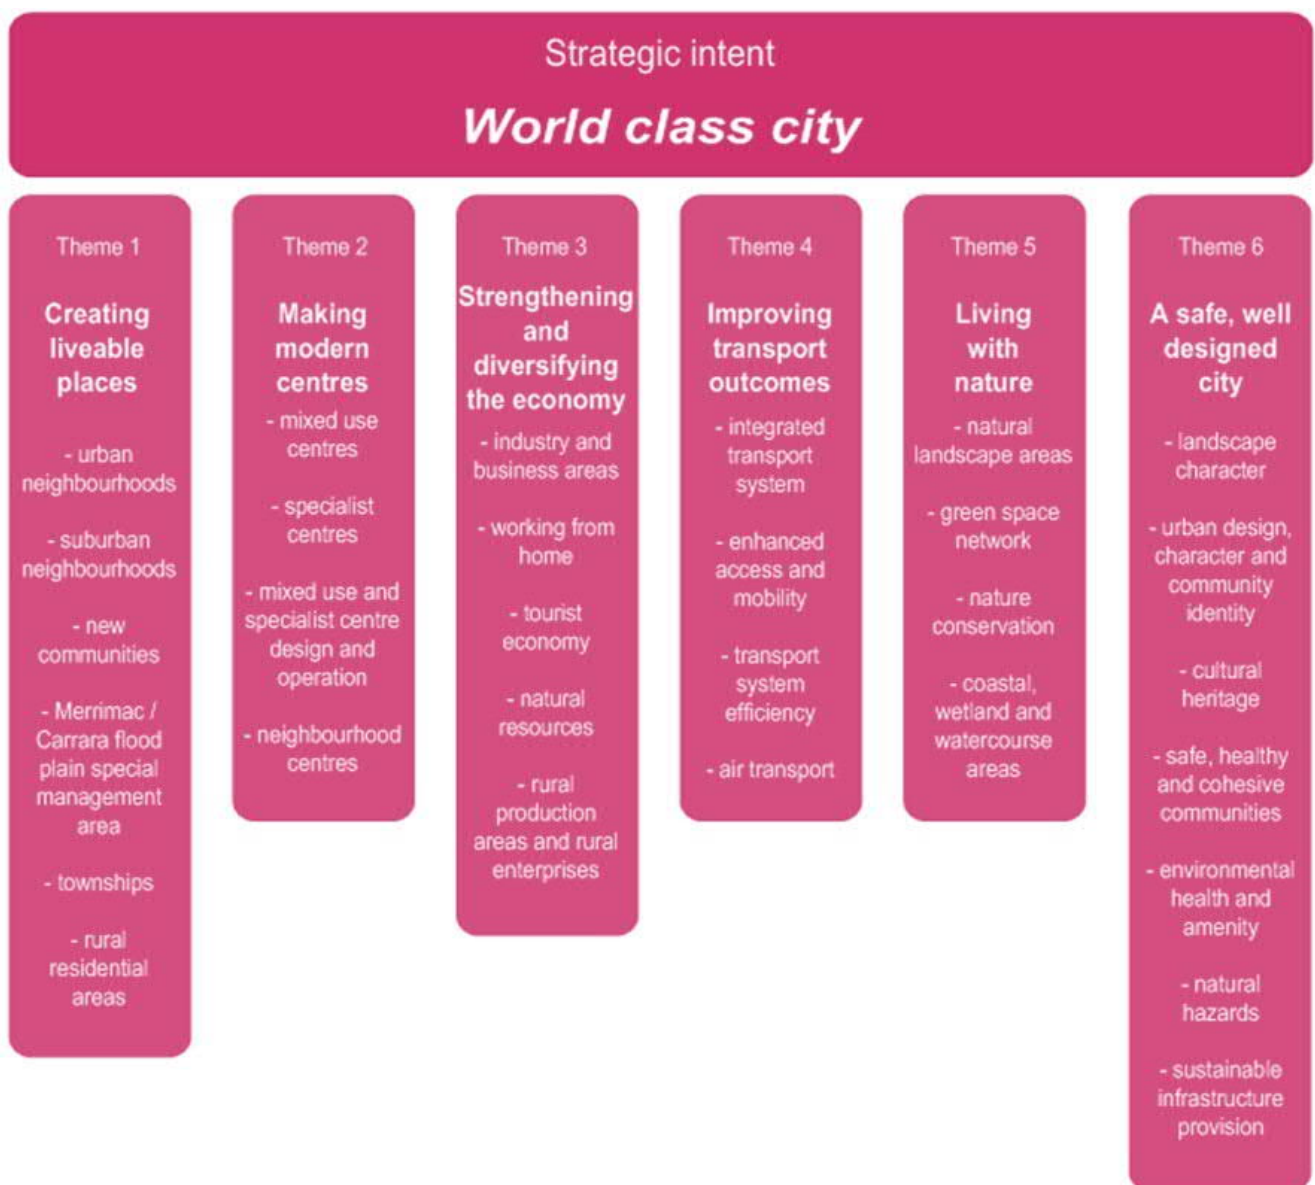 Strategic intent
World class city
Theme 1
Creating
liveable
places
- urban
neighbourhoods
- suburban
neighbourhoods
- new
communities
- Merrimac /
Carrara flood
plain special
management
area
- townships
- rural
residential
areas
Theme 2
Making
modern
centres
- mixed use
centres
- specialist
centres
- mixed use and
specialist centre
design and
operation
- neighbourhood
centres
Theme 3
Strengthening
and
diversifying
the economy
- industry and
business areas
- working from
home
- tourist
economy
- natural
resources
- rural
production
areas and rural
enterprises
Theme 4
Improving
transport
outcomes
- integrated
transport
system
- enhanced
access and
mobility
- transport
system
efficiency
- air transport
Theme 5
Living
with
nature
- natural
landscape areas
- green space
network
- nature
conservation
- coastal,
wetland and
watercourse
areas
Theme 6
A safe, well
designed
city
- landscape
character
- urban design,
character and
community
identity
- cultural
heritage
- safe, healthy
and cohesive
communities
- environmental
health and
amenity
- natural
hazards
- sustainable
infrastructure
provision